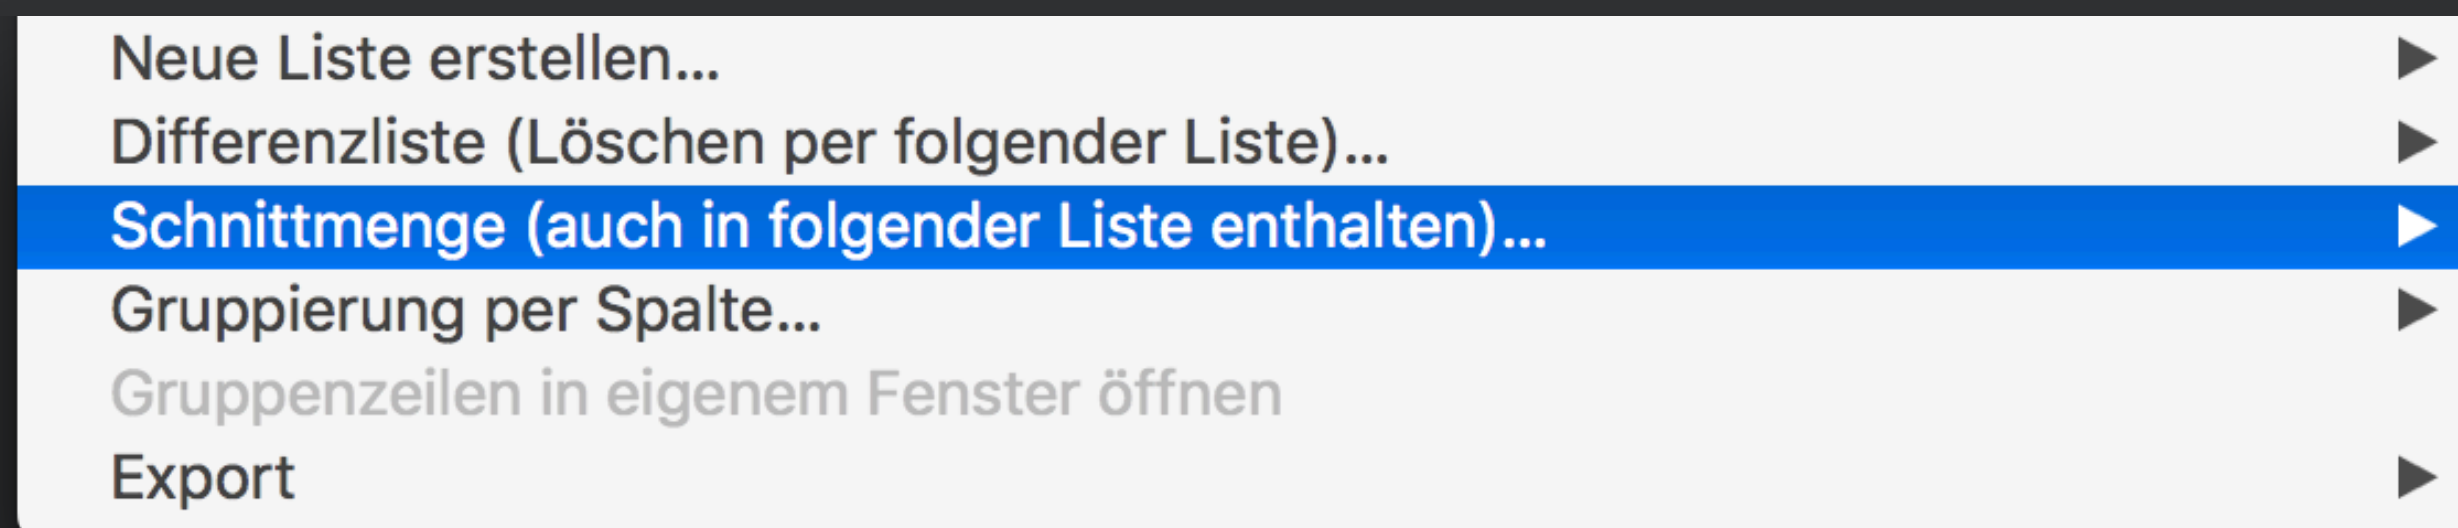 Neue Liste erstellen...
Differenzliste (Löschen per folgender Liste)...
Schnittmenge (auch in folgender Liste enthalten)...
Gruppierung per Spalte...
Gruppenzeilen in eigenem Fenster öffnen
Export